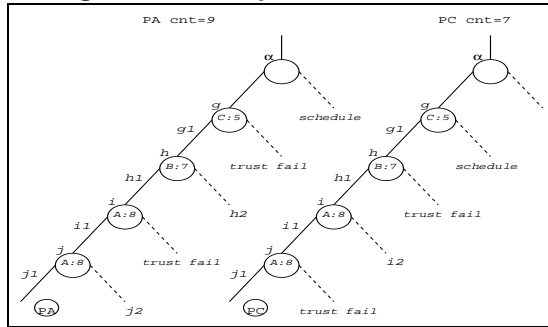 PA cnt=9 PC cnt=7
α α
g g
C:5 schedule C:5
g1 g1
h h
B:7 trust fail B:7 schedule
h1 h1
i i
A:8 h2 A:8 trust fail
i1 i1
j j
A:8 trust fail A:8 i2
j1 j1
PA j2 PC trust fail